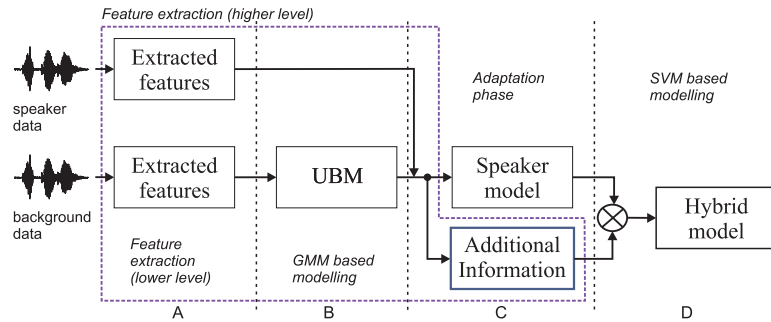 Feature extraction (higher level)
Extracted
features
speaker
data
Adaptation
phase
SVM based
modelling
Extracted
features
UBM
Speaker
model
background
data
Hybrid
model
Feature
extraction
(lower level)
GMM based
modelling
Additional
Information
A
B
C
D